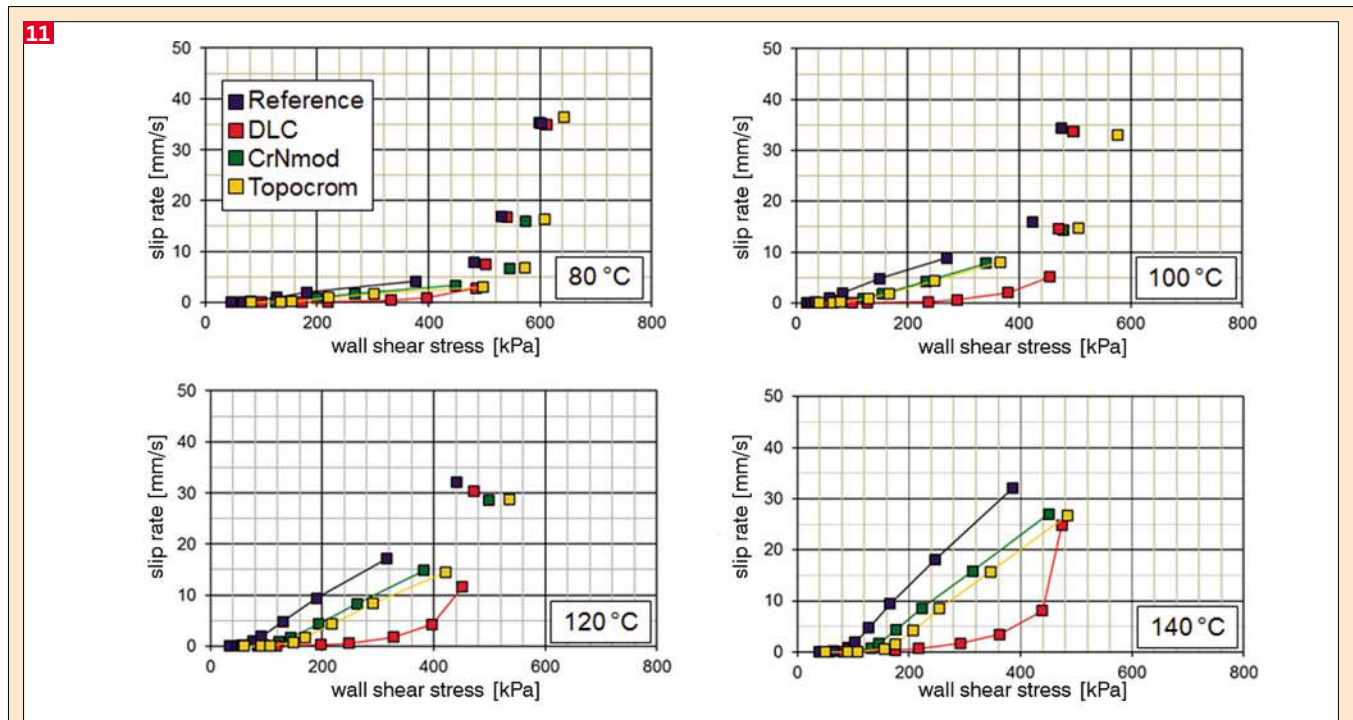 11
50
40
30
20
10
0
slip rate [mm/s]
Reference
DLC
CrNmod
Topocrom
80 °C
0 200 400 600 800
wall shear stress [kPa]
50
40
30
20
10
0
slip rate [mm/s]
100 °C
0 200 400 600 800
wall shear stress [kPa]
50
40
30
20
10
0
slip rate [mm/s]
120 °C
0 200 400 600 800
wall shear stress [kPa]
50
40
30
20
10
0
slip rate [mm/s]
140 °C
0 200 400 600 800
wall shear stress [kPa]